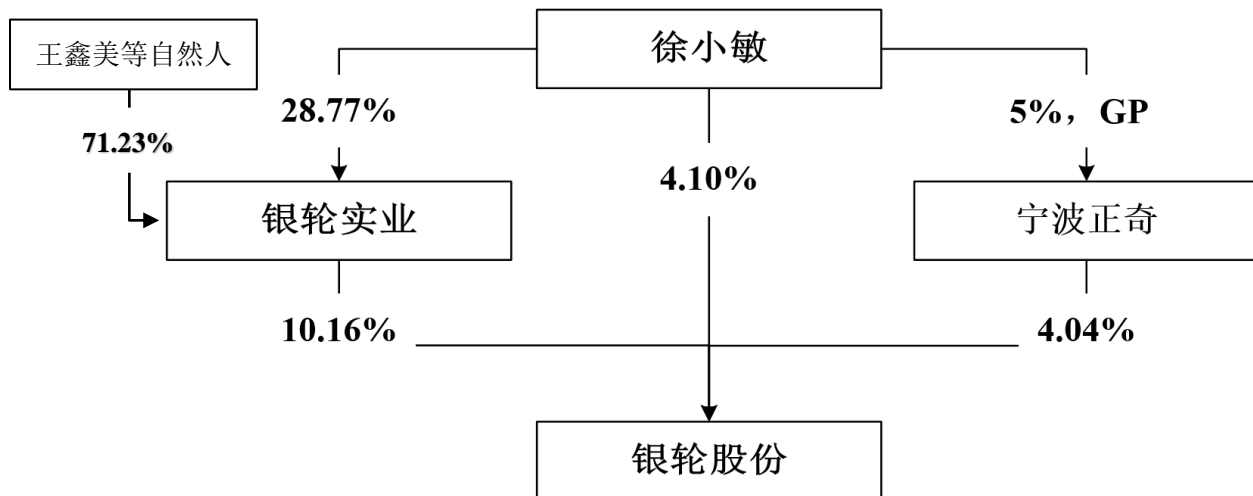 王鑫美等自然人
徐小敏
28.77%
5%，GP
71.23%
4.10%
银轮实业
宁波正奇
10.16%
4.04%
银轮股份